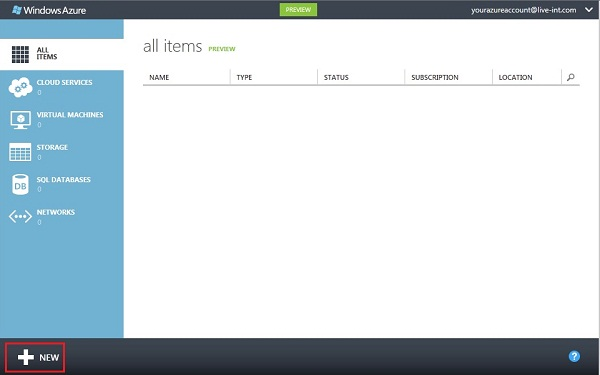 Windows Azure
PREVIEW
yourazureaccount@live-int.com
ALL
ITEMS
CLOUD SERVICES
0
VIRTUAL MACHINES
0
STORAGE
0
SQL DATABASES
0
DB
NETWORKS
0
all items PREVIEW
NAME TYPE STATUS SUBSCRIPTION LOCATION
NEW
?